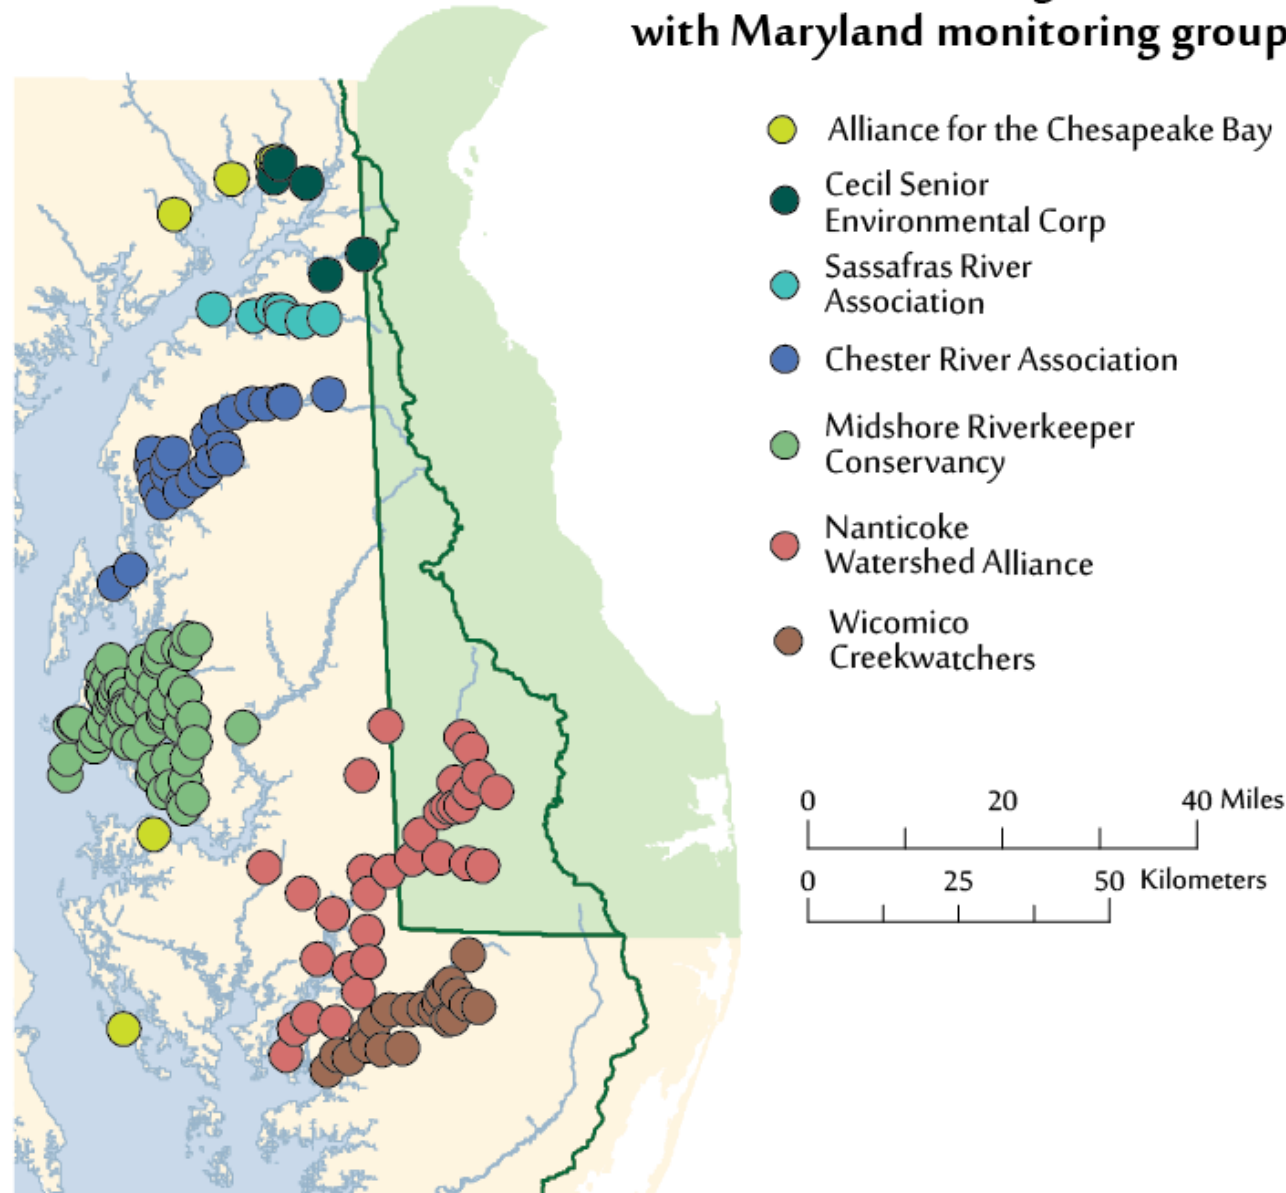 with Maryland monitoring group
Alliance for the Chesapeake Bay
Cecil Senior
Environmental Corp
Sassafras River
Association
Chester River Association
Midshore Riverkeeper
Conservancy
Nanticoke
Watershed Alliance
Wicomico
Creekwatchers
0 20 40 Miles
0 25 50 Kilometers